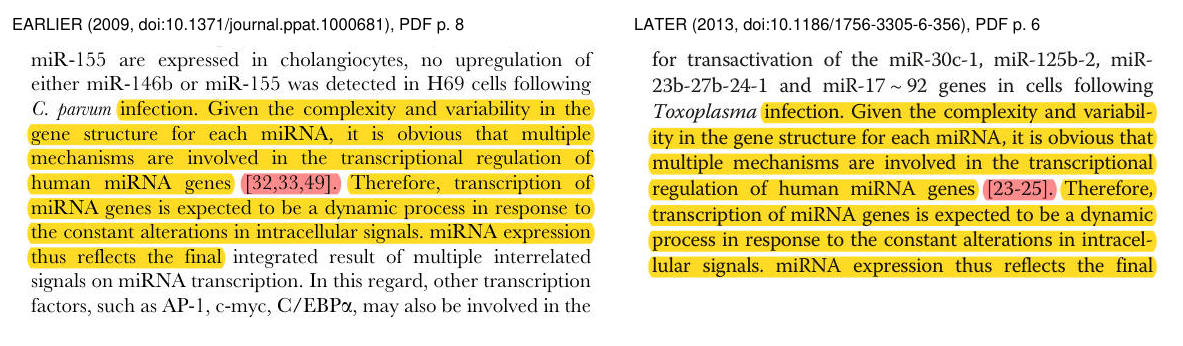 EARLIER (2009, doi:10.1371/journal.ppat.1000681), PDF p. 8
miR-155 are expressed in cholangiocytes, no upregulation of
either miR-146b or miR-155 was detected in H69 cells following
C. parvum infection. Given the complexity and variability in the
gene structure for each miRNA, it is obvious that multiple
mechanisms are involved in the transcriptional regulation of
human miRNA genes [32,33,49]. Therefore, transcription of
miRNA genes is expected to be a dynamic process in response to
the constant alterations in intracellular signals. miRNA expression
thus reflects the final integrated result of multiple interrelated
signals on miRNA transcription. In this regard, other transcription
factors, such as AP-1, c-myc, C/EBPα, may also be involved in the
LATER (2013, doi:10.1186/1756-3305-6-356), PDF p. 6
for transactivation of the miR-30c-1, miR-125b-2, miR-
23b-27b-24-1 and miR-17 ~ 92 genes in cells following
Toxoplasma infection. Given the complexity and variabil-
ity in the gene structure for each miRNA, it is obvious that
multiple mechanisms are involved in the transcriptional
regulation of human miRNA genes [23-25]. Therefore,
transcription of miRNA genes is expected to be a dynamic
process in response to the constant alterations in intracel-
lular signals. miRNA expression thus reflects the final